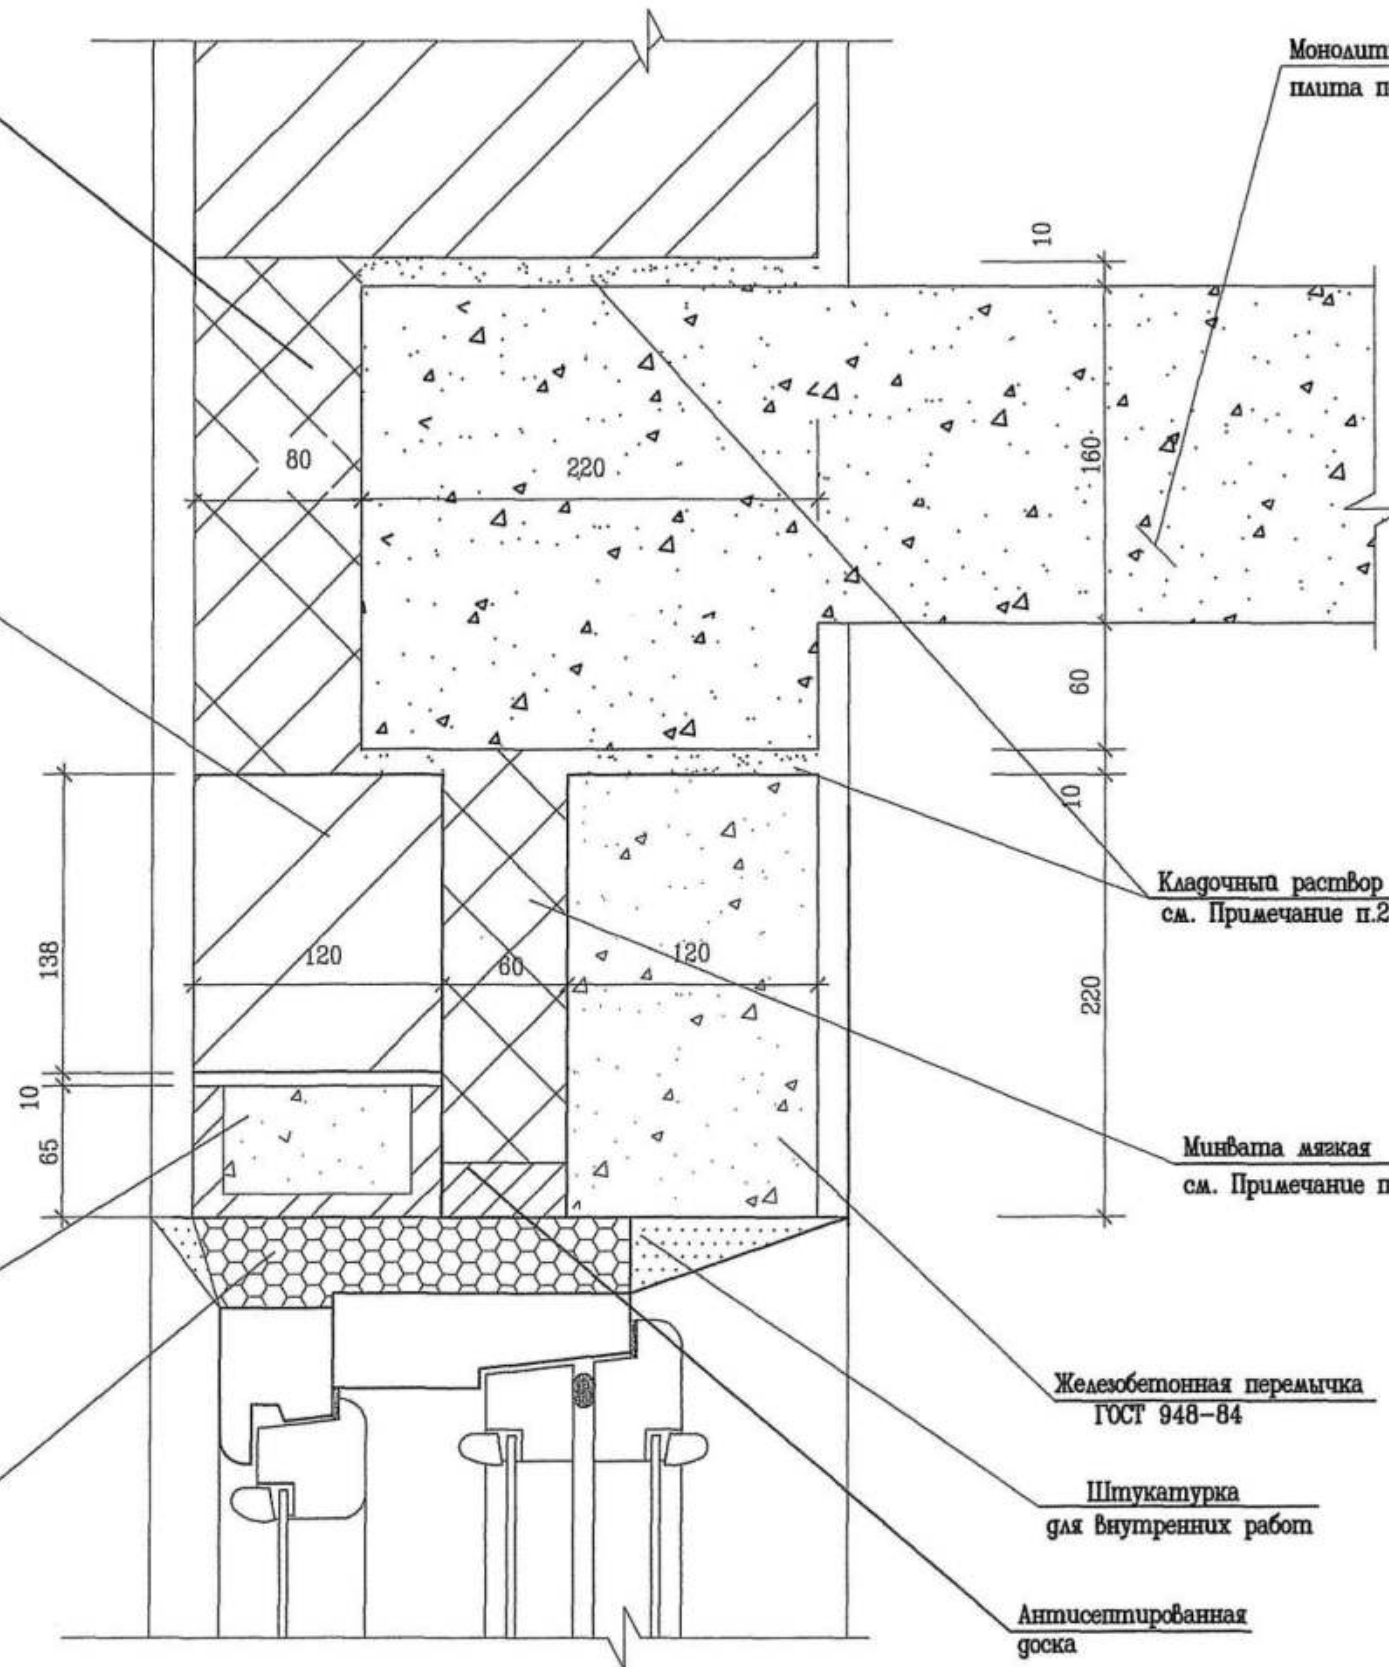 Монолит
плита п
10
160
80
220
60
10
Кладочный раствор
см. Примечание п.2
138
120
60
120
220
10
65
Минвата мягкая
см. Примечание п
Железобетонная перемычка
ГОСТ 948-84
Штукатурка
для внутренних работ
Антисептированная
доска